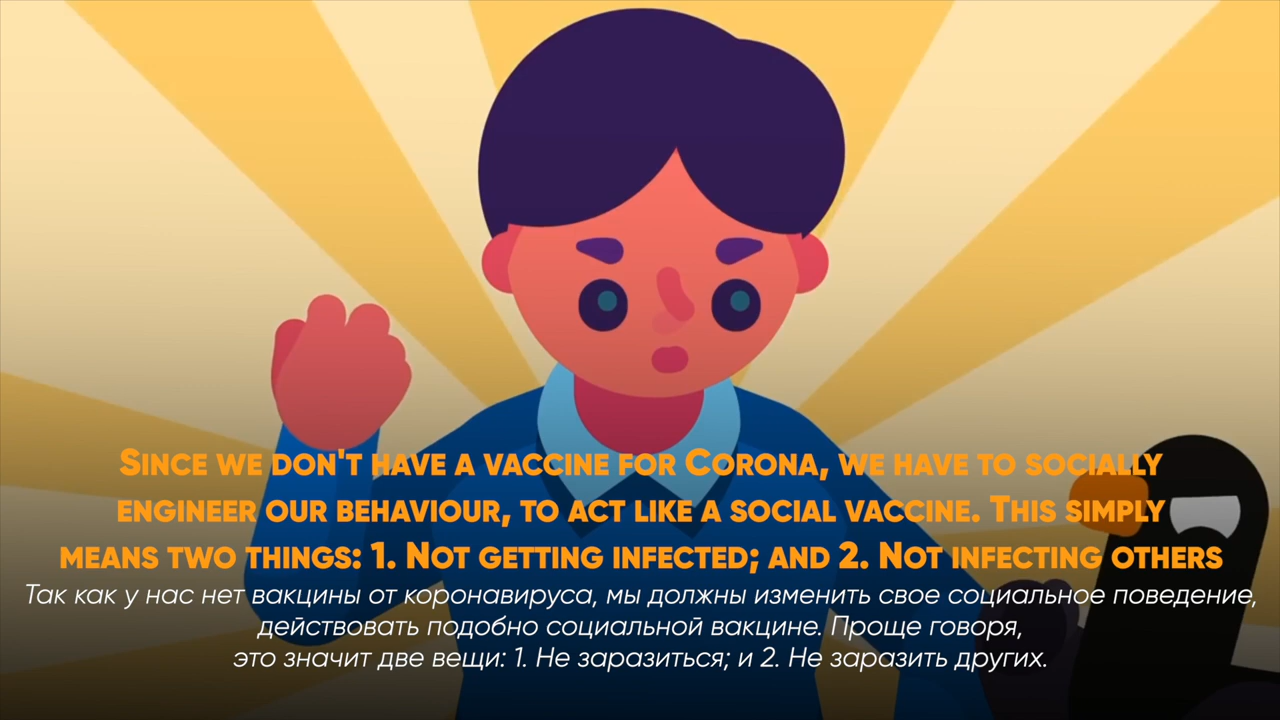 Since we don't have a vaccine for Corona, we have to socially
engineer our behaviour, to act like a social vaccine. This simply
means two things: 1. Not getting infected; and 2. Not infecting others
Так как у нас нет вакцины от коронавируса, мы должны изменить свое социальное поведение,
действовать подобно социальной вакцине. Проще говоря,
это значит две вещи: 1. Не заразиться; и 2. Не заразить других.